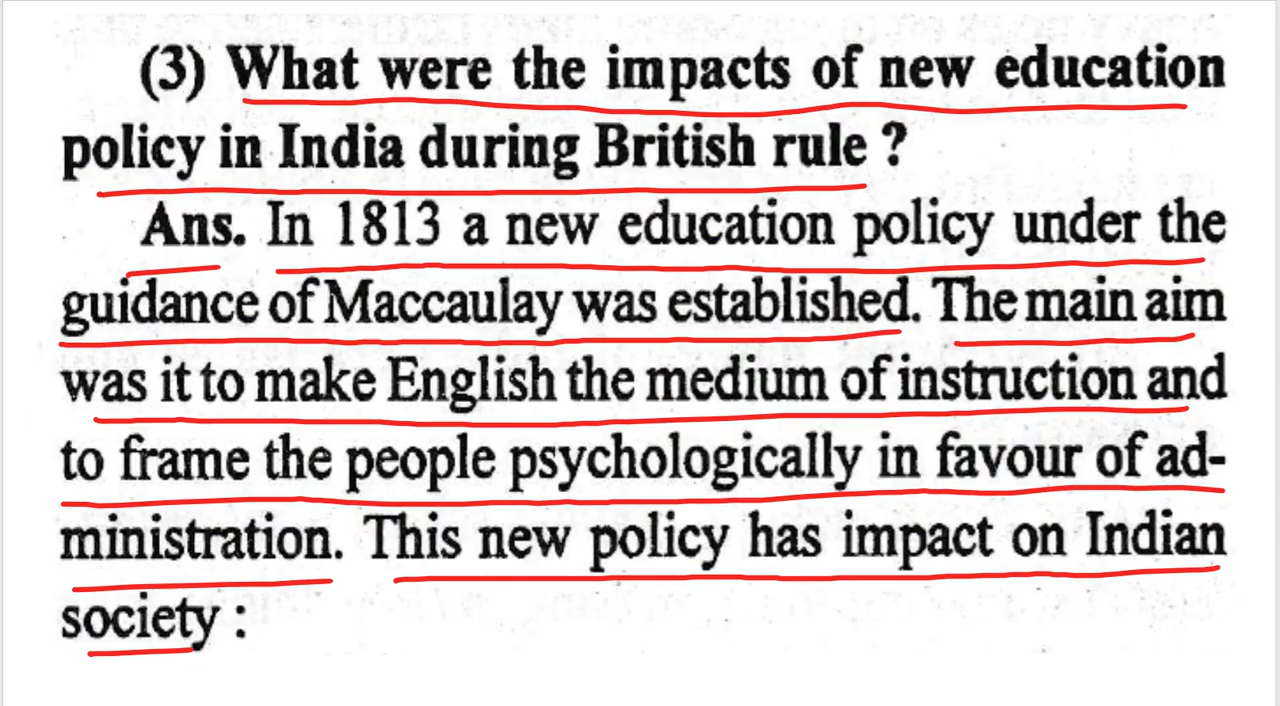 (3) What were the impacts of new education
policy in India during British rule ?
Ans. In 1813 a new education policy under the
guidance of Maccaulay was established. The main aim
was it to make English the medium of instruction and
to frame the people psychologically in favour of ad-
ministration. This new policy has impact on Indian
society :